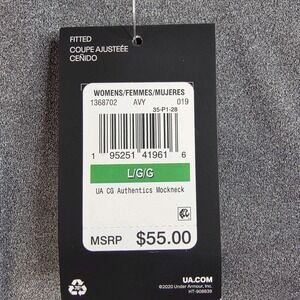 FITTED
COUPE AJUSTEÉE
CEÑIDO
WOMENS/FEMMES/MUJERES
1368702 AVY 019
35-P1-28
1 95251 41961 6
L/G/G
UA CG Authentics Mockneck
MSRP $55.00
UA.COM
©2020 Under Armour, Inc.
HT-908839